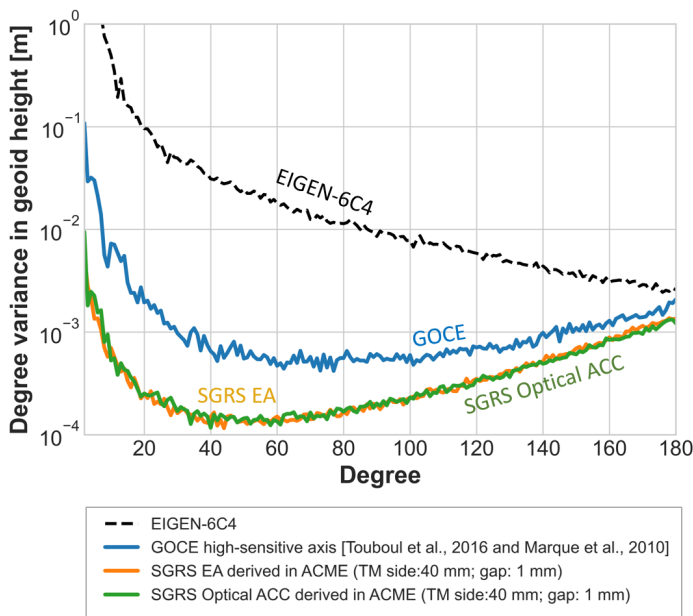 Degree variance in geoid height [m]
10⁰
10⁻¹
10⁻²
10⁻³
10⁻⁴
EIGEN-6C4
GOCE
SGRS EA
SGRS Optical ACC
20 40 60 80 100 120 140 160 180
Degree
EIGEN-6C4
GOCE high-sensitive axis [Touboul et al., 2016 and Marque et al., 2010]
SGRS EA derived in ACME (TM side:40 mm; gap: 1 mm)
SGRS Optical ACC derived in ACME (TM side:40 mm; gap: 1 mm)